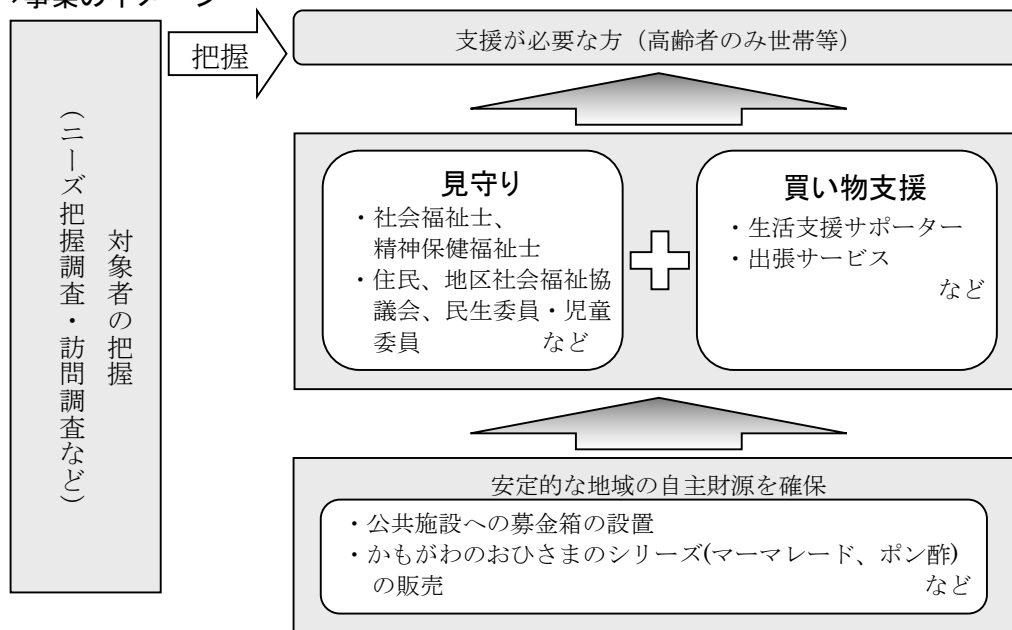 事業のイメージ
対象者の把握
（ニーズ把握調査・訪問調査など）
把握
支援が必要な方（高齢者のみ世帯等）
見守り
・社会福祉士、
精神保健福祉士
・住民、地区社会福祉協
議会、民生委員・児童
委員　　　　など
買い物支援
・生活支援サポーター
・出張サービス
など
安定的な地域の自主財源を確保
・公共施設への募金箱の設置
・かもがわのおひさまのシリーズ(マーマレード、ポン酢)
の販売　　　　など